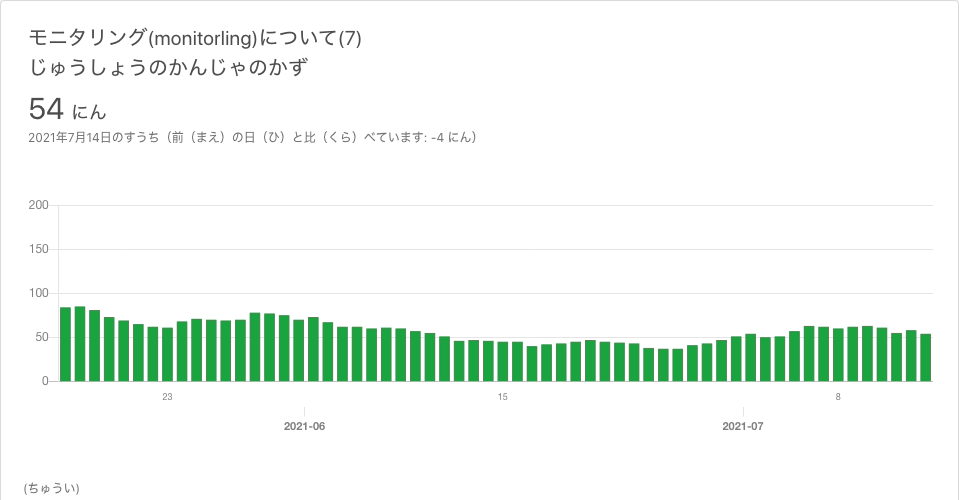 モニタリング(monitorling)について(7)
じゅうしょうのかんじゃのかず
54 にん
2021年7月14日のすうち（前（まえ）の日（ひ）と比（くら）べています: -4 にん）
200
150
100
50
0
23 15 8
2021-06 2021-07
(ちゅうい)